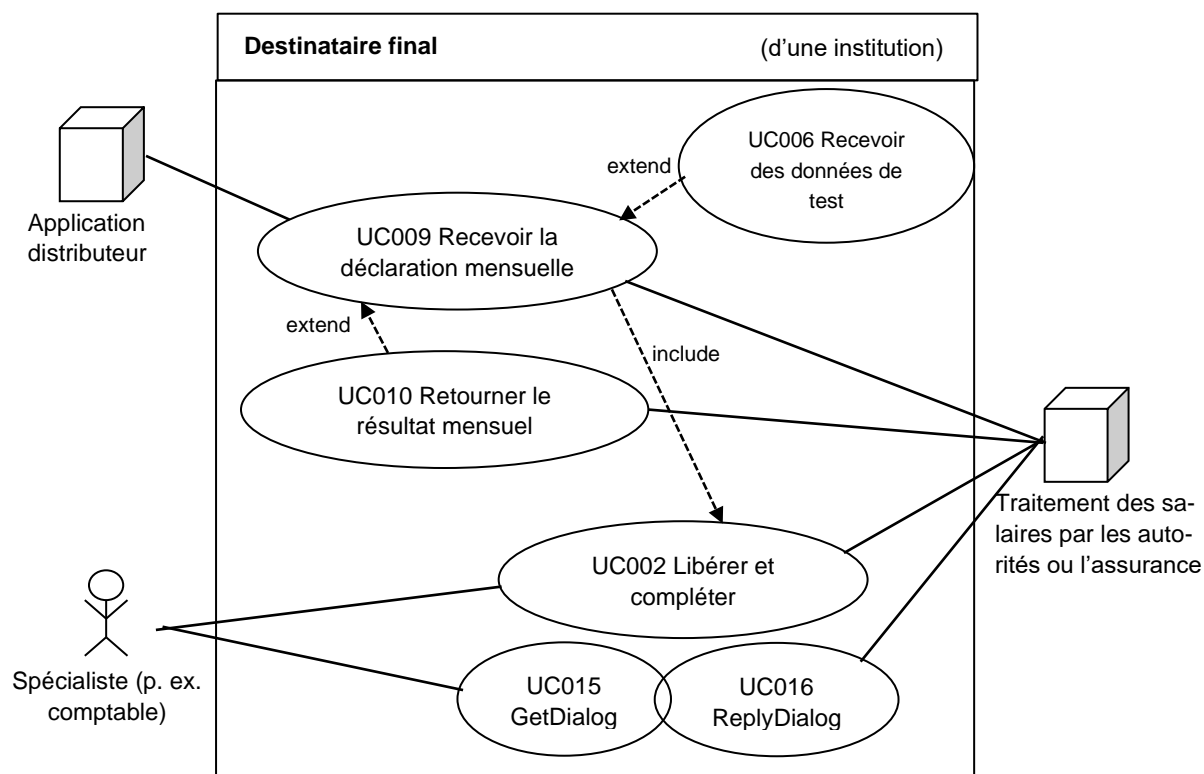 Destinataire final (d’une institution)
UC006 Recevoir
des données de
test
extend
Application
distributeur
UC009 Recevoir la
déclaration mensuelle
extend
include
UC010 Retourner le
résultat mensuel
Traitement des sa-
laires par les auto-
rités ou l’assurance
UC002 Libérer et
compléter
Spécialiste (p. ex.
comptable)
UC015
GetDialog
UC016
ReplyDialog